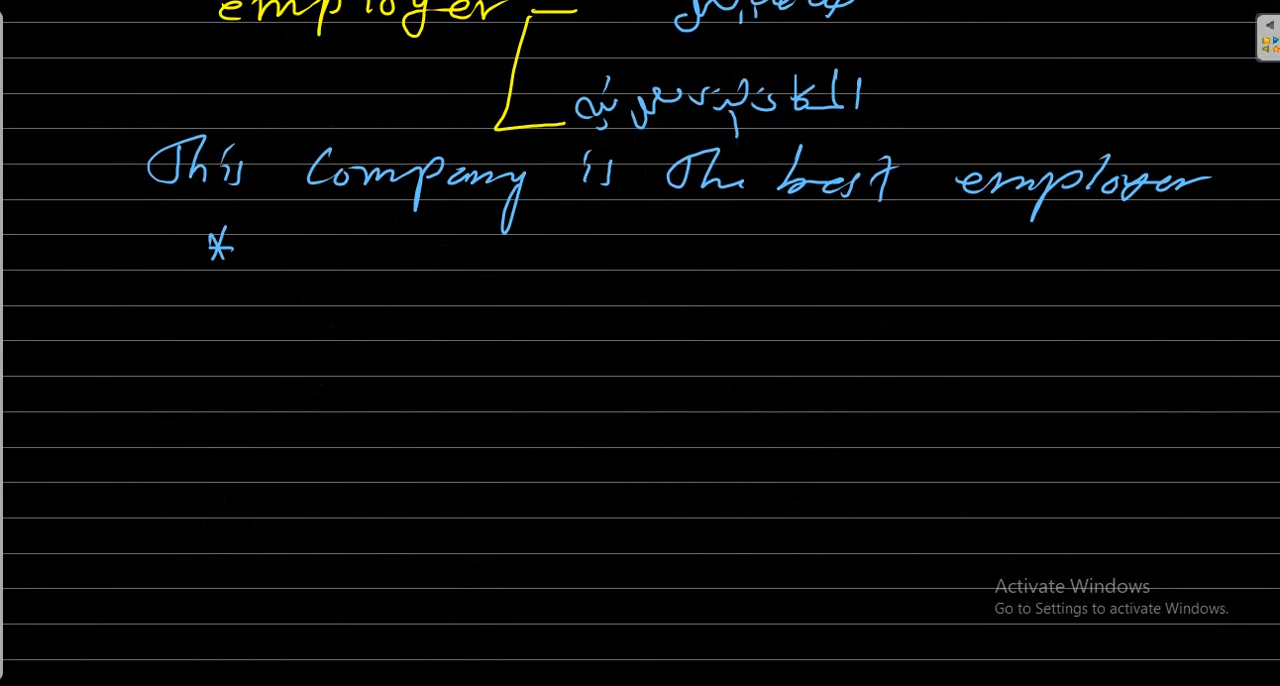 employer
This Company is The best employer
*
Activate Windows
Go to Settings to activate Windows.